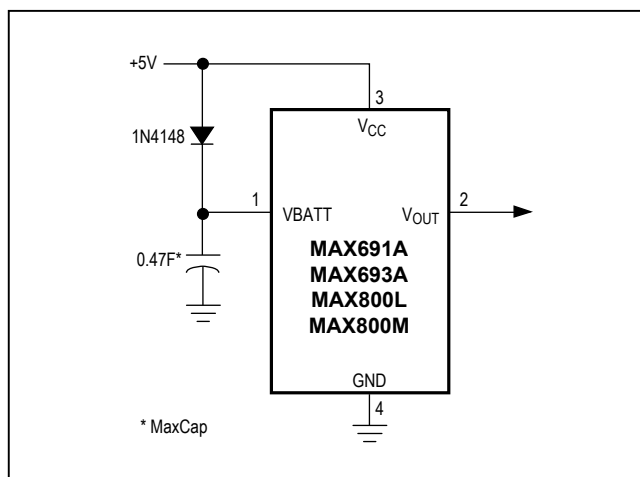 +5V
3
VCC
1N4148
1
VBATT
VOUT
2
0.47F*
MAX691A
MAX693A
MAX800L
MAX800M
GND
4
* MaxCap